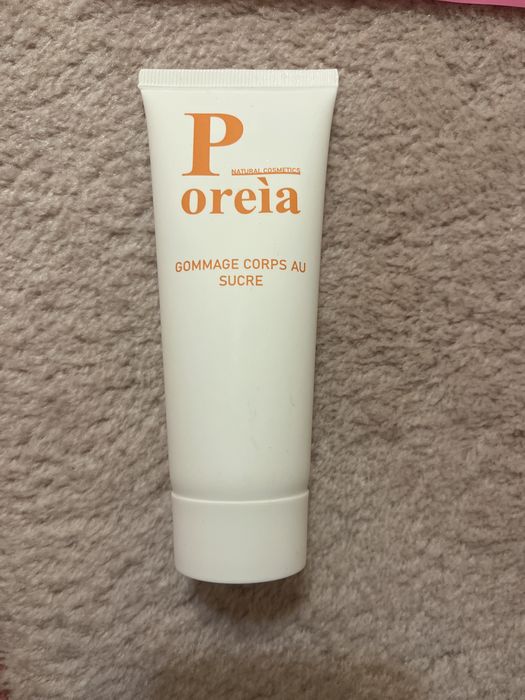 P
NATURAL COSMETICS
oreìa
GOMMAGE CORPS AU
SUCRE